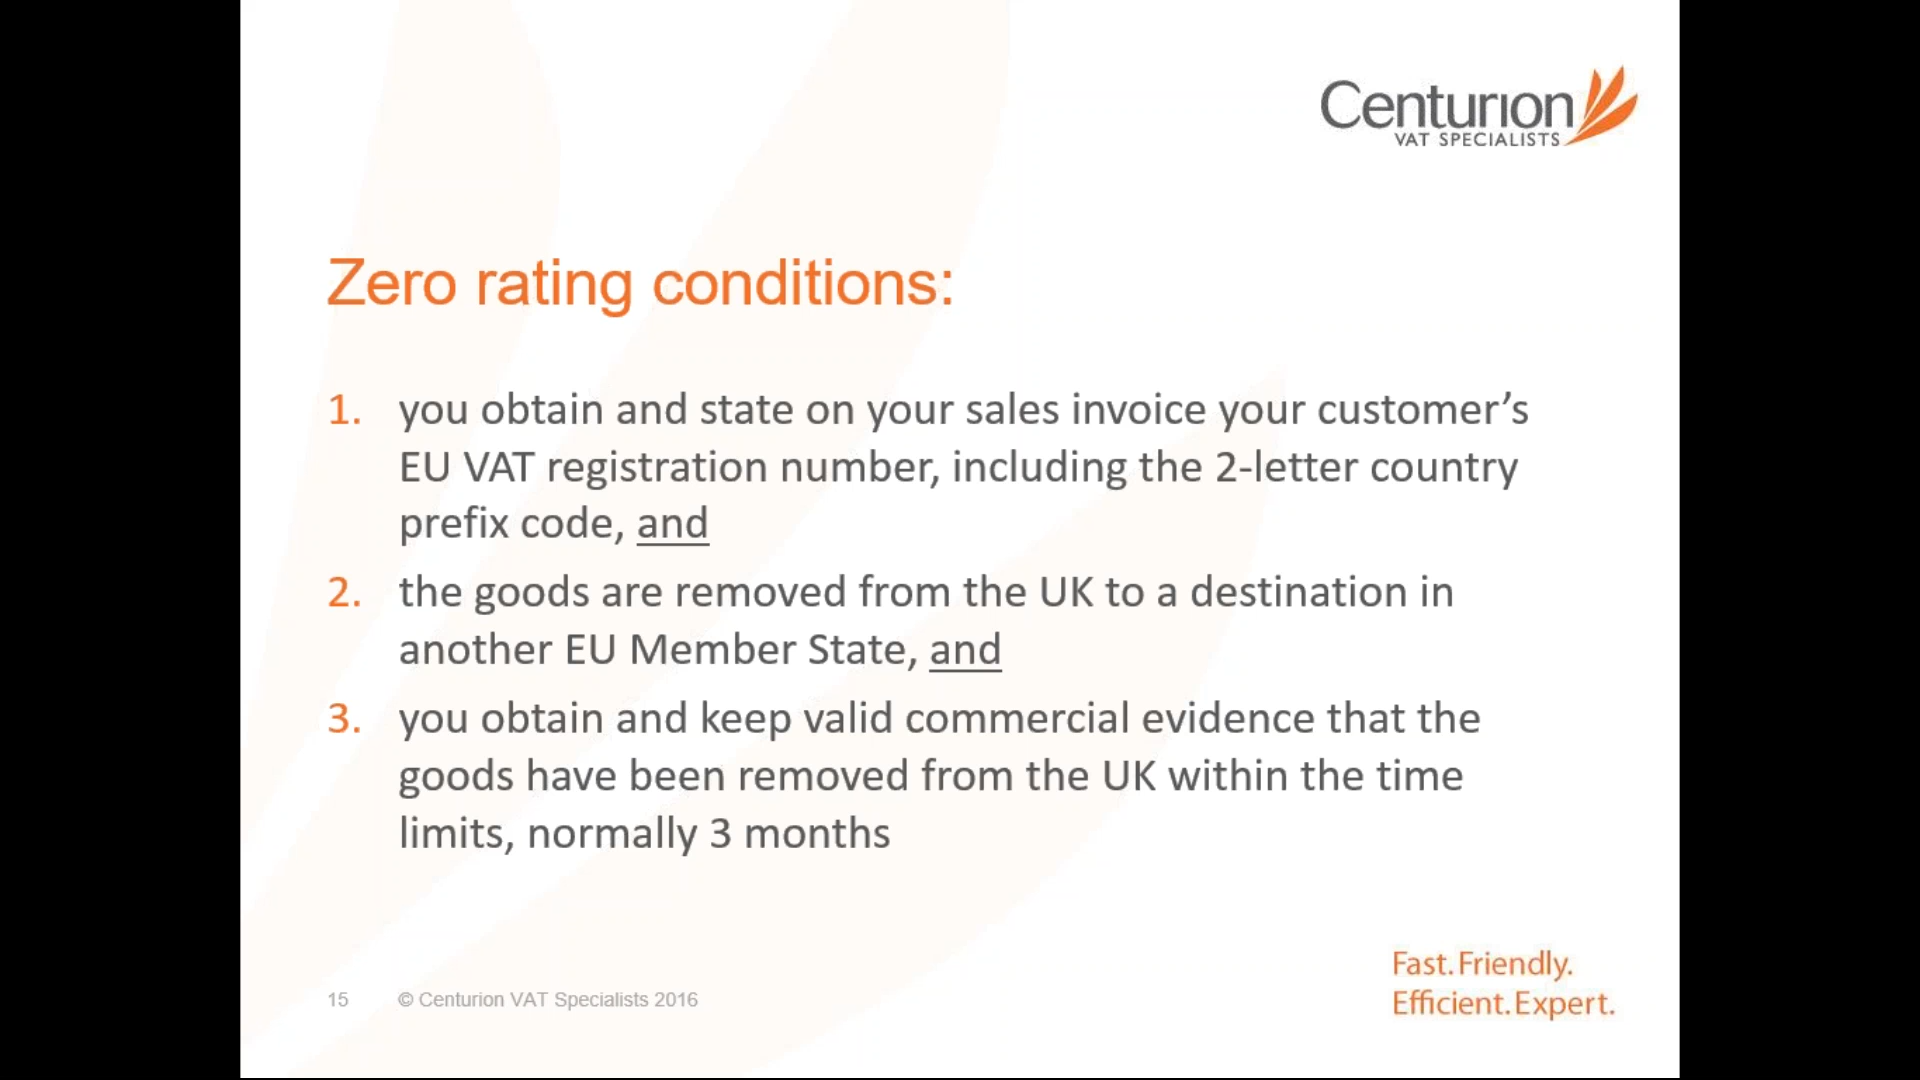 Centurion
VAT SPECIALISTS
Zero rating conditions:
1. you obtain and state on your sales invoice your customer’s
EU VAT registration number, including the 2-letter country
prefix code, and
2. the goods are removed from the UK to a destination in
another EU Member State, and
3. you obtain and keep valid commercial evidence that the
goods have been removed from the UK within the time
limits, normally 3 months
Fast. Friendly.
Efficient. Expert.
15 © Centurion VAT Specialists 2016